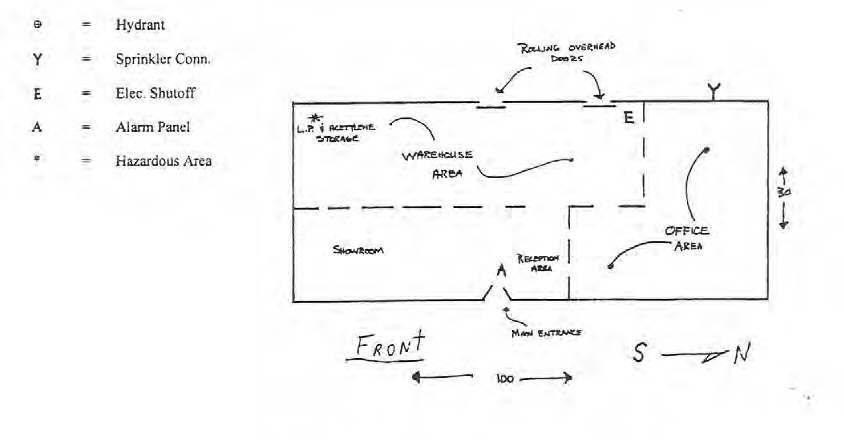 ⊖ = Hydrant
Y = Sprinkler Conn.
E = Elec. Shutoff
A = Alarm Panel
* = Hazardous Area
ROLLING OVERHEAD
DOORS
Y
E
*
L.P. & ACETYLENE
STORAGE
WAREHOUSE
AREA
30
OFFICE
AREA
SHOWROOM
RECEPTION
AREA
A
MAIN ENTRANCE
FRONT
S N
100